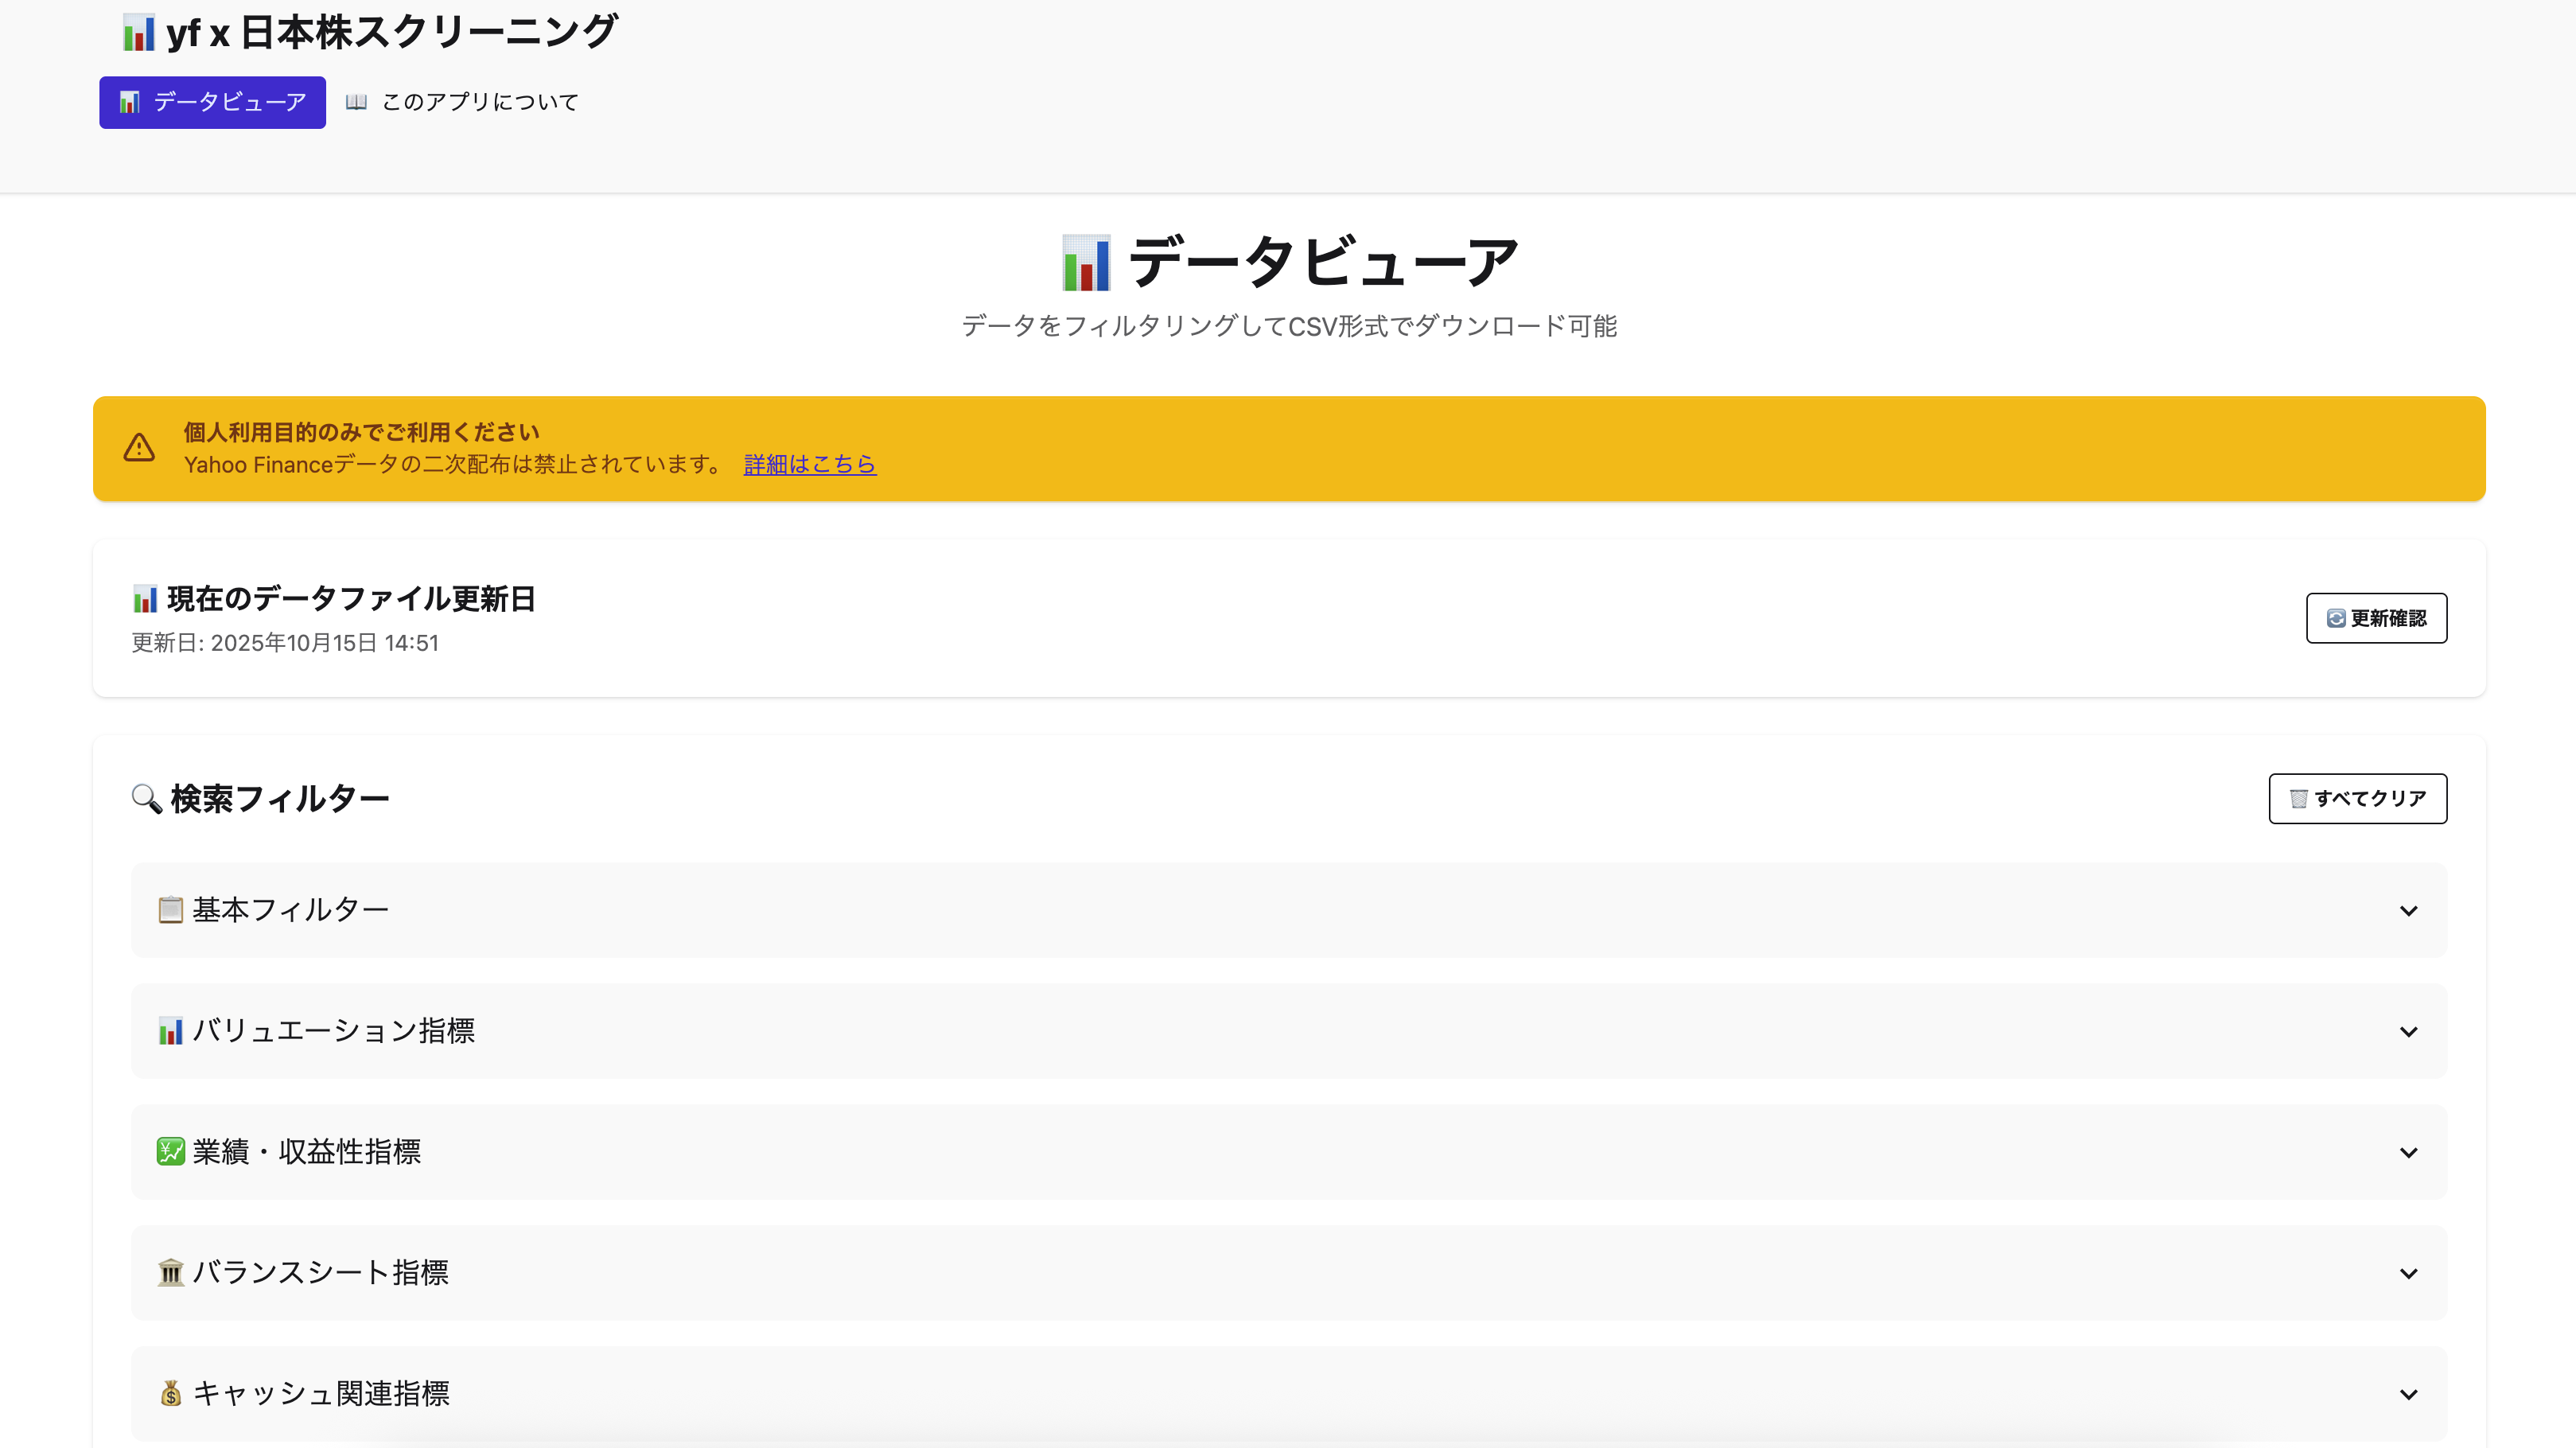 yf x 日本株スクリーニング
データビューア
このアプリについて
データビューア
データをフィルタリングしてCSV形式でダウンロード可能
個人利用目的のみでご利用ください
Yahoo Financeデータの二次配布は禁止されています。 詳細はこちら
現在のデータファイル更新日
更新日: 2025年10月15日 14:51
更新確認
検索フィルター
すべてクリア
基本フィルター
バリュエーション指標
業績・収益性指標
バランスシート指標
キャッシュ関連指標